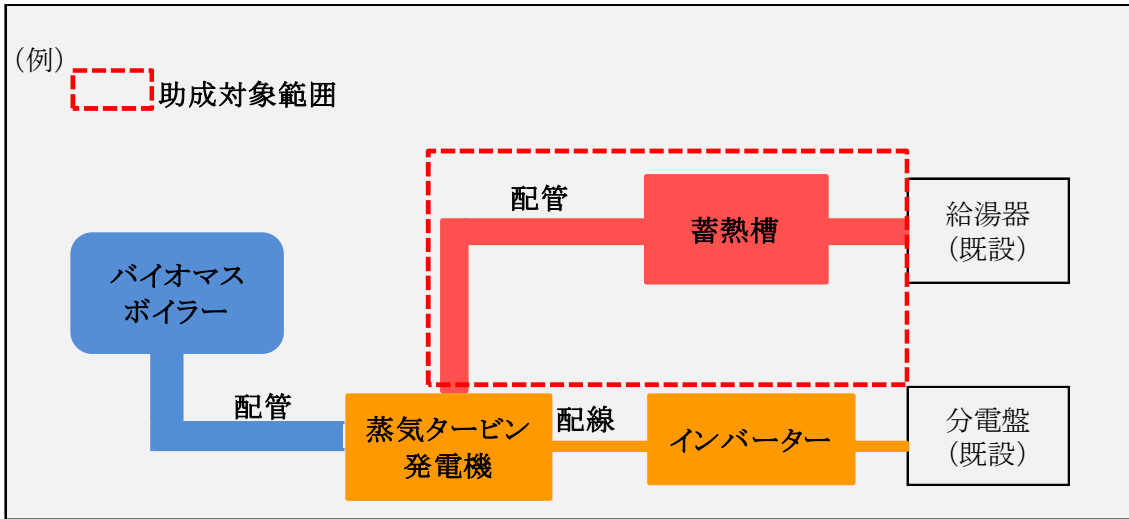 （例）
助成対象範囲
配管
蓄熱槽
給湯器
（既設）
バイオマス
ボイラー
配管
蒸気タービン
発電機
配線
インバーター
分電盤
（既設）